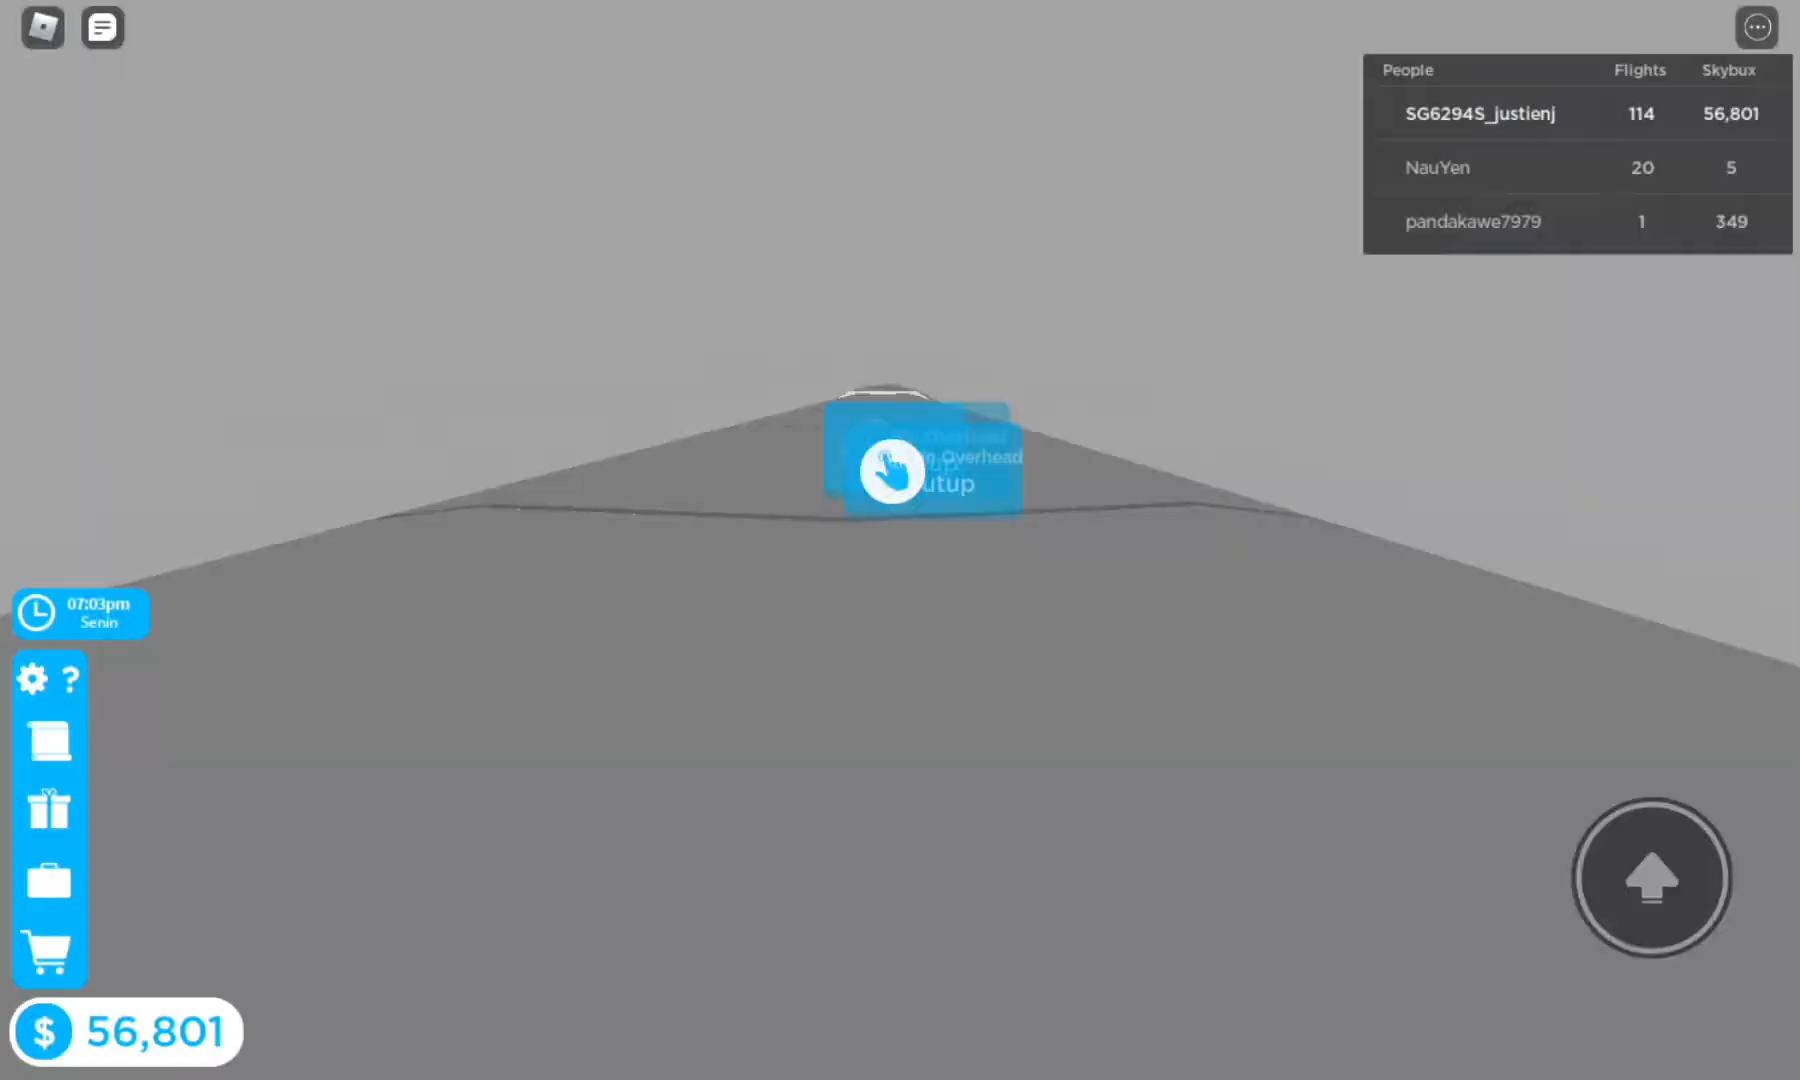 People Flights Skybux
SG6294S_justienj 114 56,801
NauYen 20 5
pandakawe7979 1 349
Overhead
07:03pm
Senin
?
$ 56,801